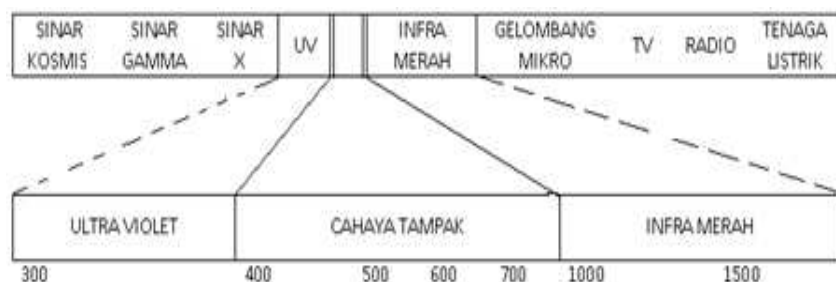 SINAR KOSMIS
SINAR GAMMA
SINAR X
UV
INFRA MERAH
GELOMBANG MIKRO
TV
RADIO
TENAGA LISTRIK
ULTRA VIOLET
CAHAYA TAMPAK
INFRA MERAH
300 400 500 600 700 1000 1500